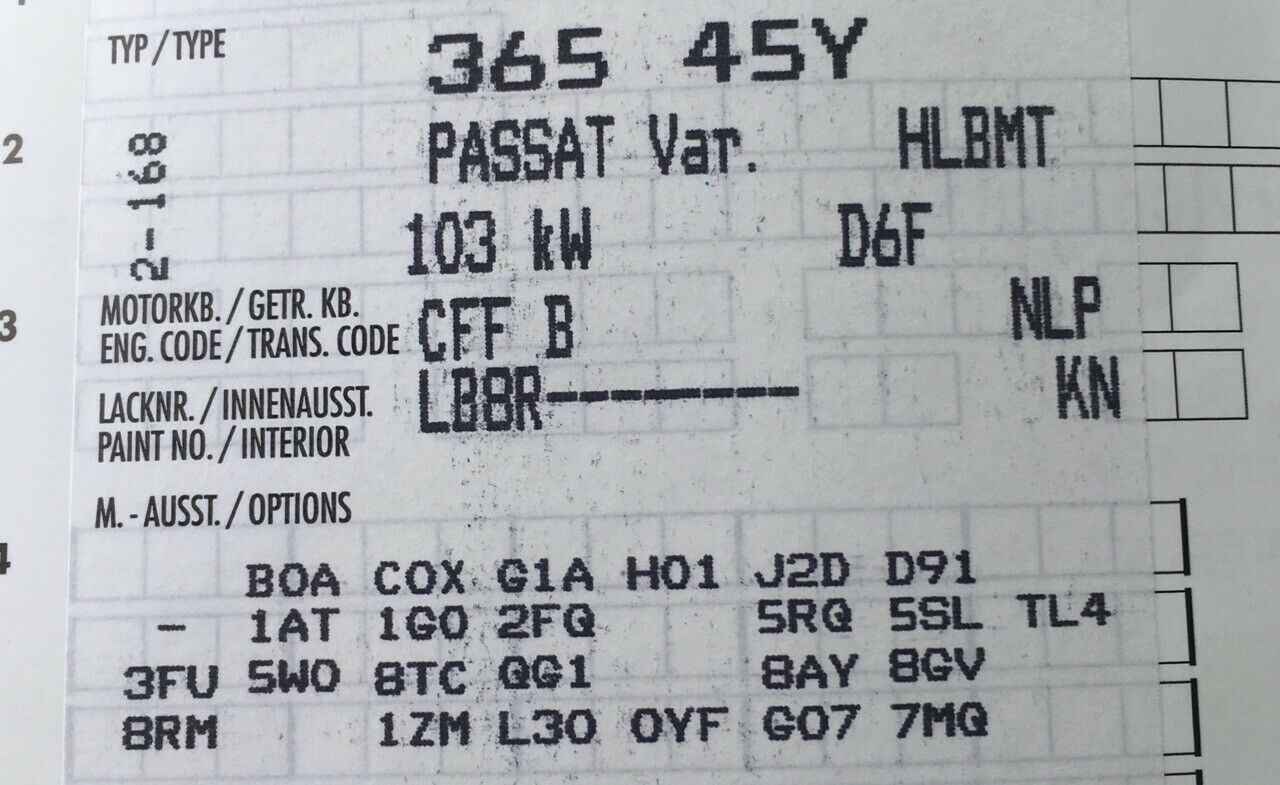 TYP / TYPE 365 45Y
2 PASSAT Var. HLBMT
2-168
103 kW D6F
MOTORKB. / GETR. KB. NLP
3 ENG. CODE / TRANS. CODE CFF B
LACKNR. / INNENAUSST. LB8R-------- KN
PAINT NO. / INTERIOR
M. - AUSST. / OPTIONS
4 B0A C0X G1A H01 J2D D91
- 1AT 1G0 2FQ 5RQ 5SL TL4
3FU 5W0 8TC QG1 8AY 8GV
8RM 1ZM L30 0YF G07 7MQ